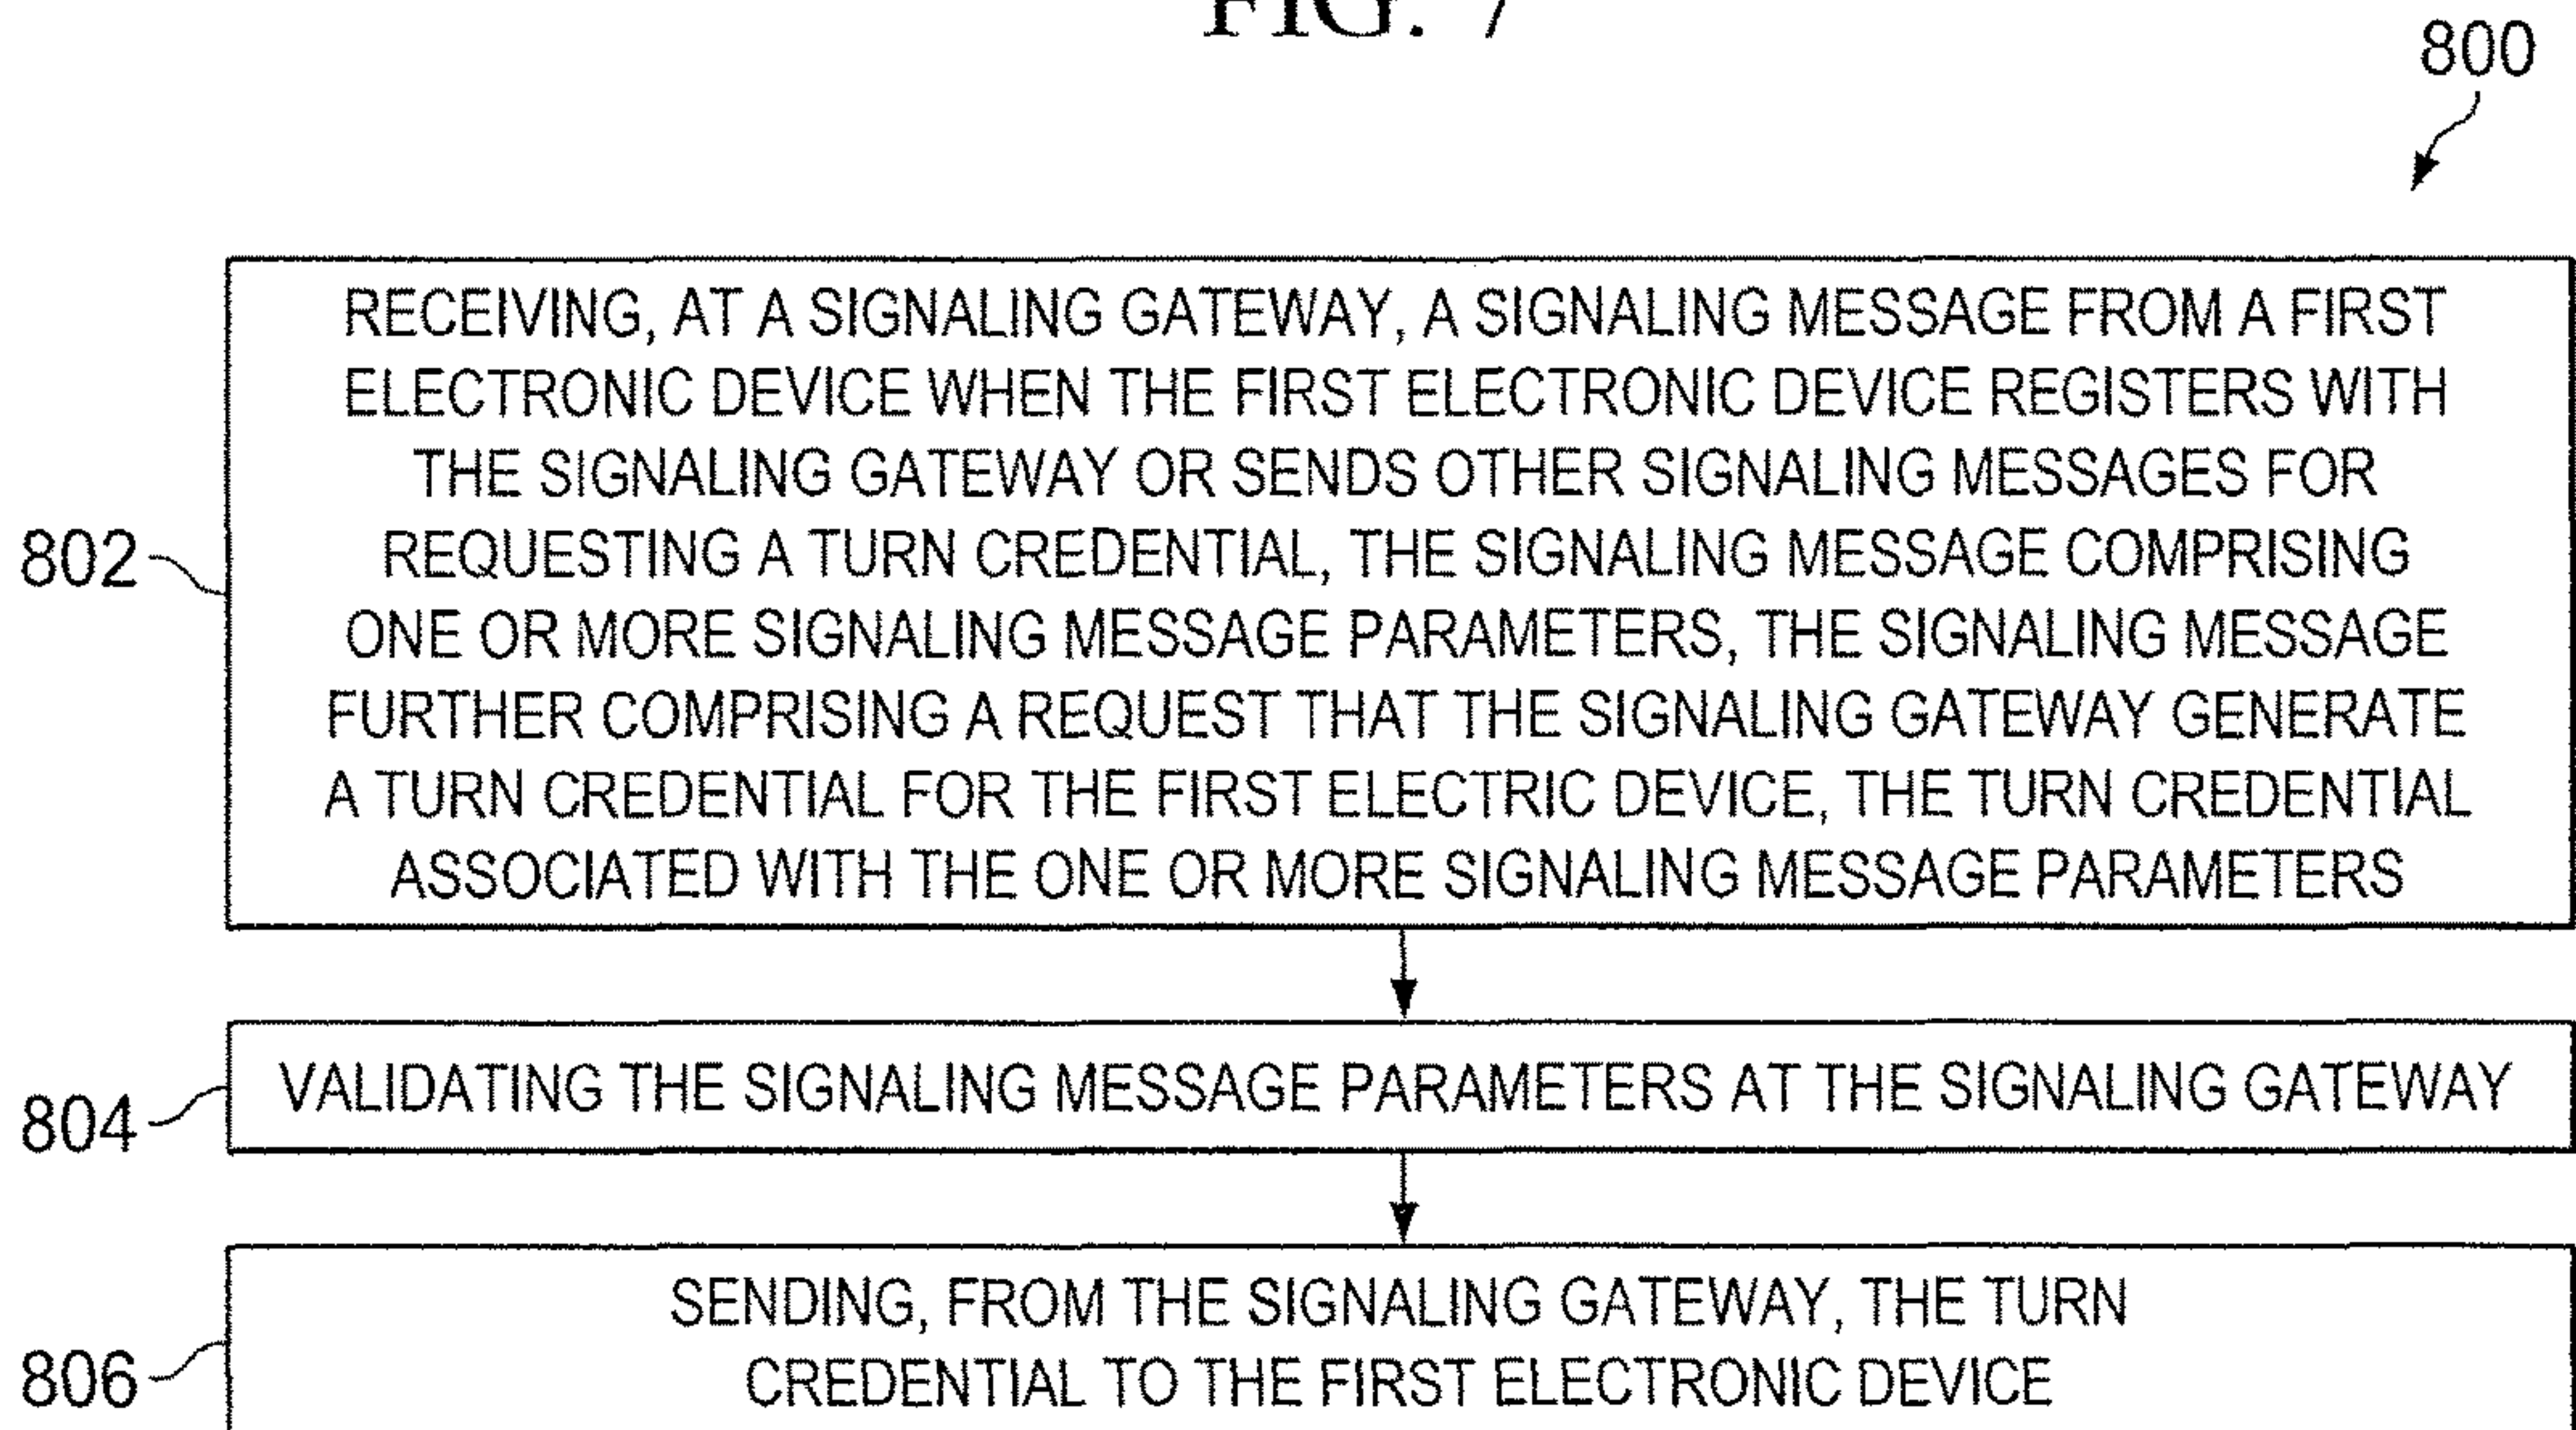 FIG. 7
800
RECEIVING, AT A SIGNALING GATEWAY, A SIGNALING MESSAGE FROM A FIRST
ELECTRONIC DEVICE WHEN THE FIRST ELECTRONIC DEVICE REGISTERS WITH
THE SIGNALING GATEWAY OR SENDS OTHER SIGNALING MESSAGES FOR
802 REQUESTING A TURN CREDENTIAL, THE SIGNALING MESSAGE COMPRISING
ONE OR MORE SIGNALING MESSAGE PARAMETERS, THE SIGNALING MESSAGE
FURTHER COMPRISING A REQUEST THAT THE SIGNALING GATEWAY GENERATE
A TURN CREDENTIAL FOR THE FIRST ELECTRIC DEVICE, THE TURN CREDENTIAL
ASSOCIATED WITH THE ONE OR MORE SIGNALING MESSAGE PARAMETERS
804 VALIDATING THE SIGNALING MESSAGE PARAMETERS AT THE SIGNALING GATEWAY
SENDING, FROM THE SIGNALING GATEWAY, THE TURN
806 CREDENTIAL TO THE FIRST ELECTRONIC DEVICE